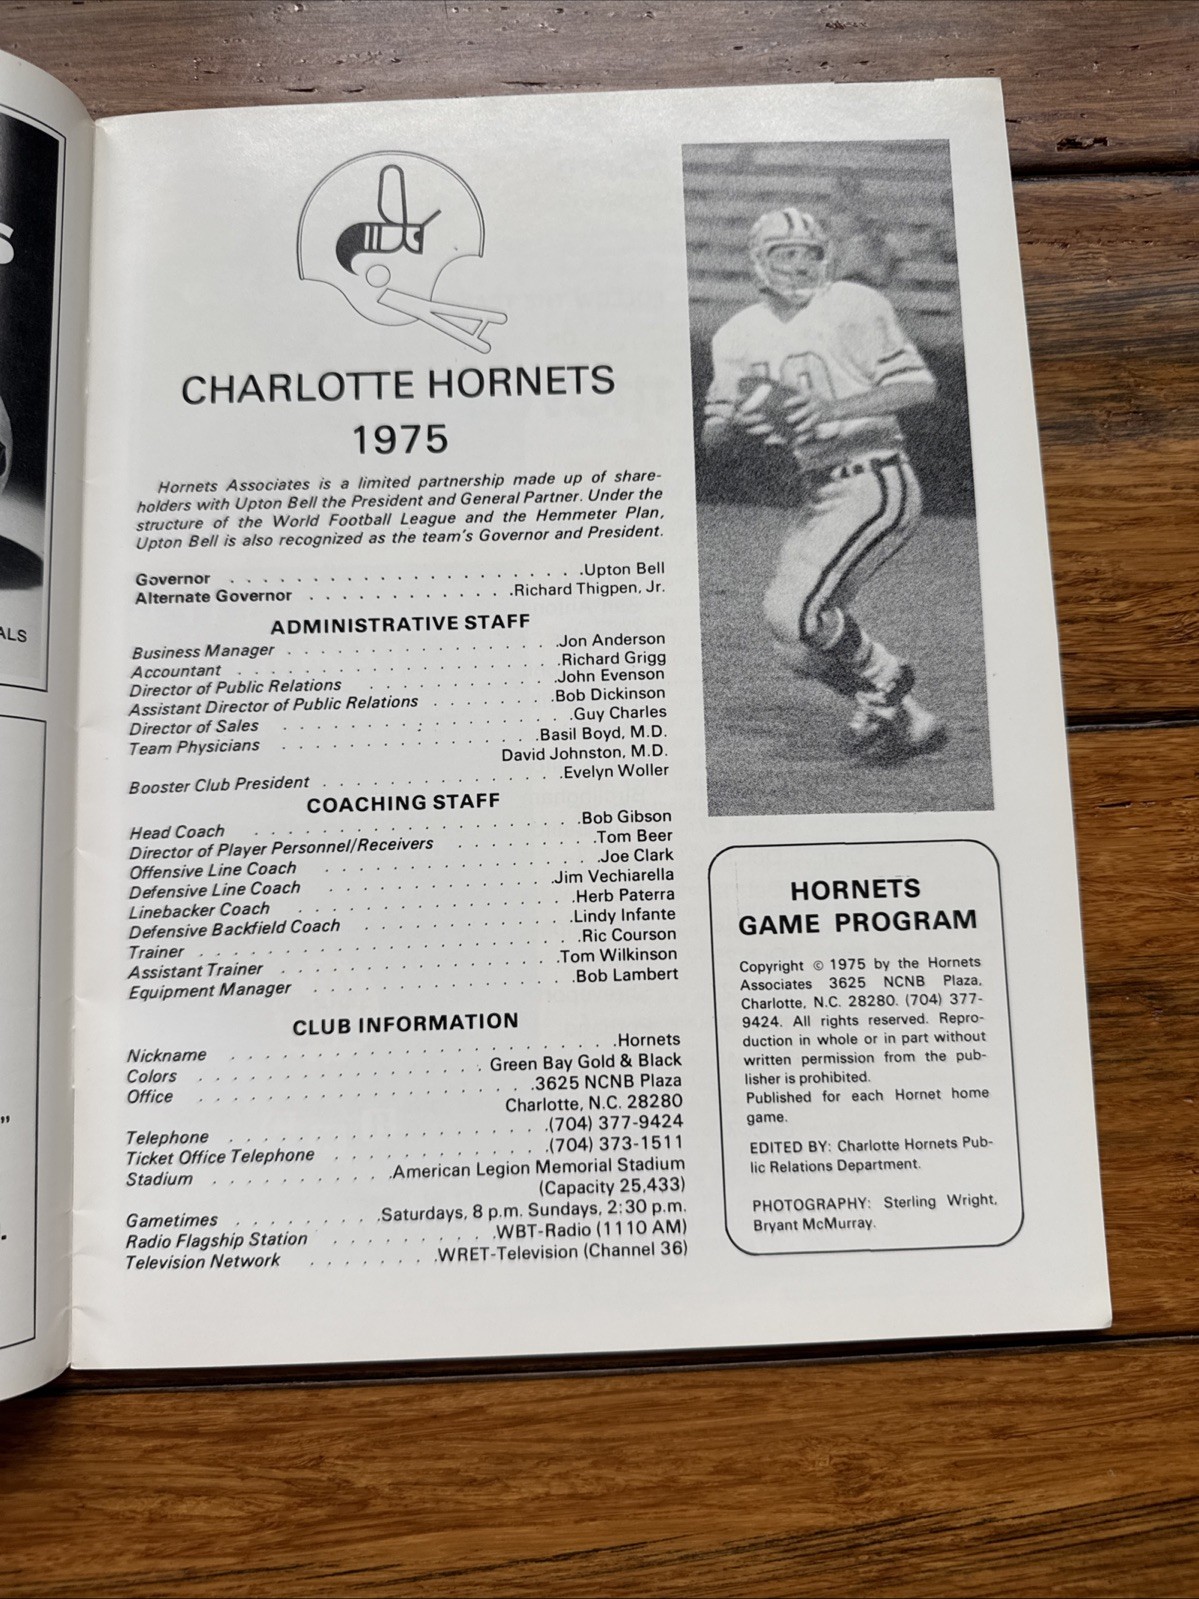 S
ALS
”
CHARLOTTE HORNETS
1975
Hornets Associates is a limited partnership made up of share-
holders with Upton Bell the President and General Partner. Under the
structure of the World Football League and the Hemmeter Plan,
Upton Bell is also recognized as the team's Governor and President.
Governor . . . . . . . . . . . . . . . . . . . . . .Upton Bell
Alternate Governor . . . . . . . . . . . . .Richard Thigpen, Jr.
ADMINISTRATIVE STAFF
Business Manager . . . . . . . . . . . . . . . . .Jon Anderson
Accountant . . . . . . . . . . . . . . . . . . . .Richard Grigg
Director of Public Relations . . . . . . . . . . . .John Evenson
Assistant Director of Public Relations . . . . . . . .Bob Dickinson
Director of Sales . . . . . . . . . . . . . . .Guy Charles
Team Physicians . . . . . . . . . . . . .Basil Boyd, M.D.
David Johnston, M.D.
Booster Club President . . . . . . . . . . . . . . .Evelyn Woller
COACHING STAFF
Head Coach . . . . . . . . . . . . . . . . . . . .Bob Gibson
Director of Player Personnel/Receivers . . . . . . . . .Tom Beer
Offensive Line Coach . . . . . . . . . . . . . . .Joe Clark
Defensive Line Coach . . . . . . . . . . . . .Jim Vechiarella
Linebacker Coach . . . . . . . . . . . . . . .Herb Paterra
Defensive Backfield Coach . . . . . . . . . . . .Lindy Infante
Trainer . . . . . . . . . . . . . . . . . . . . .Ric Courson
Assistant Trainer . . . . . . . . . . . . . . . .Tom Wilkinson
Equipment Manager . . . . . . . . . . . . . . .Bob Lambert
CLUB INFORMATION
Nickname . . . . . . . . . . . . . . . . . . . . .Hornets
Colors . . . . . . . . . . . . . . . Green Bay Gold & Black
Office . . . . . . . . . . . . . . . . . .3625 NCNB Plaza
Charlotte, N.C. 28280
Telephone . . . . . . . . . . . . . . . . . .(704) 377-9424
Ticket Office Telephone . . . . . . . . . . . .(704) 373-1511
Stadium . . . . . . . . . .American Legion Memorial Stadium
(Capacity 25,433)
Gametimes . . . . . . . . .Saturdays, 8 p.m. Sundays, 2:30 p.m.
Radio Flagship Station . . . . . . . . . .WBT-Radio (1110 AM)
Television Network . . . . . . . .WRET-Television (Channel 36)
HORNETS
GAME PROGRAM
Copyright © 1975 by the Hornets
Associates 3625 NCNB Plaza,
Charlotte, N.C. 28280. (704) 377-
9424. All rights reserved. Repro-
duction in whole or in part without
written permission from the pub-
lisher is prohibited.
Published for each Hornet home
game.
EDITED BY: Charlotte Hornets Pub-
lic Relations Department.
PHOTOGRAPHY: Sterling Wright,
Bryant McMurray.